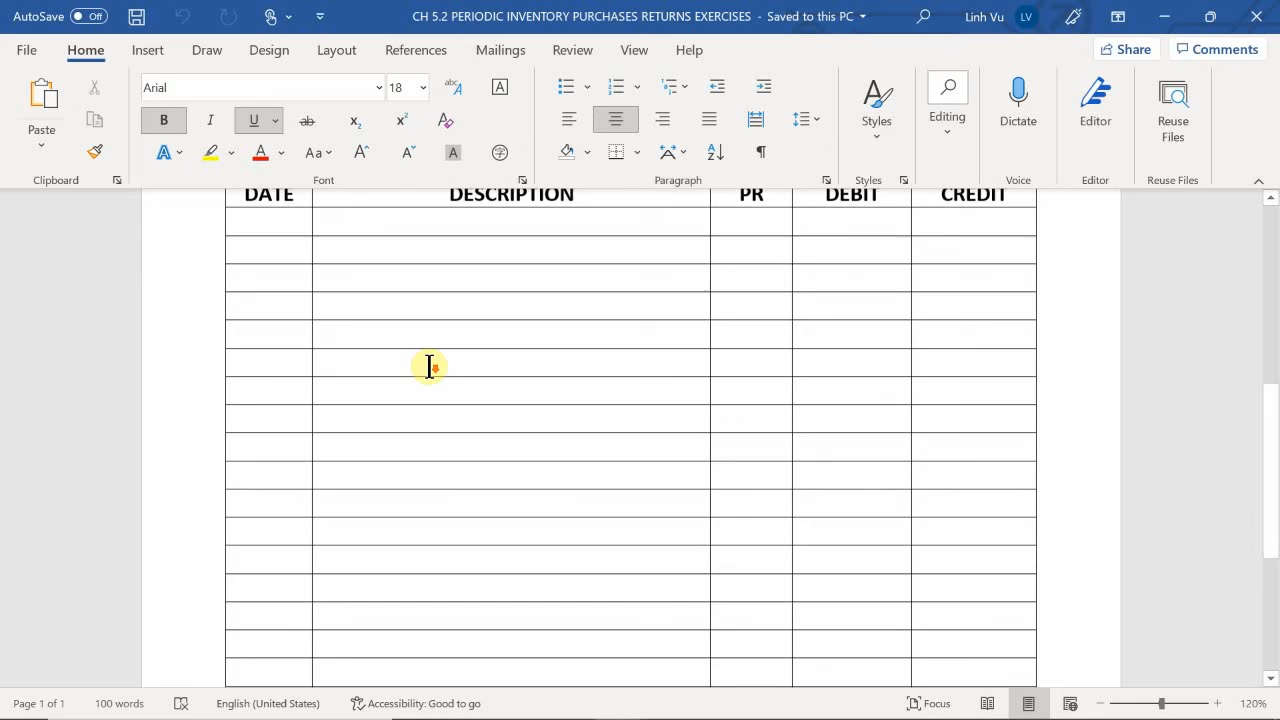 AutoSave Off CH 5.2 PERIODIC INVENTORY PURCHASES RETURNS EXERCISES - Saved to this PC Linh Vu LV
File Home Insert Draw Design Layout References Mailings Review View Help Share Comments
Arial 18
Paste Styles Editing Dictate Editor Reuse Files
Clipboard Font Paragraph Styles Voice Editor Reuse Files
DATE DESCRIPTION PR DEBIT CREDIT
Page 1 of 1 100 words English (United States) Accessibility: Good to go Focus 120%